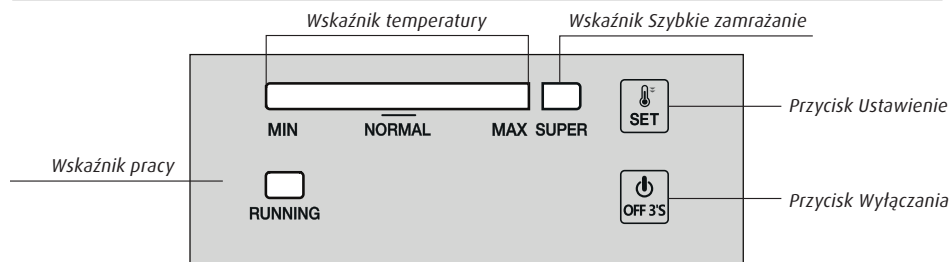 Wskaźnik temperatury
Wskaźnik Szybkie zamrażanie
MIN
NORMAL
MAX
SUPER
SET
Przycisk Ustawienie
Wskaźnik pracy
RUNNING
OFF 3'S
Przycisk Wyłączania